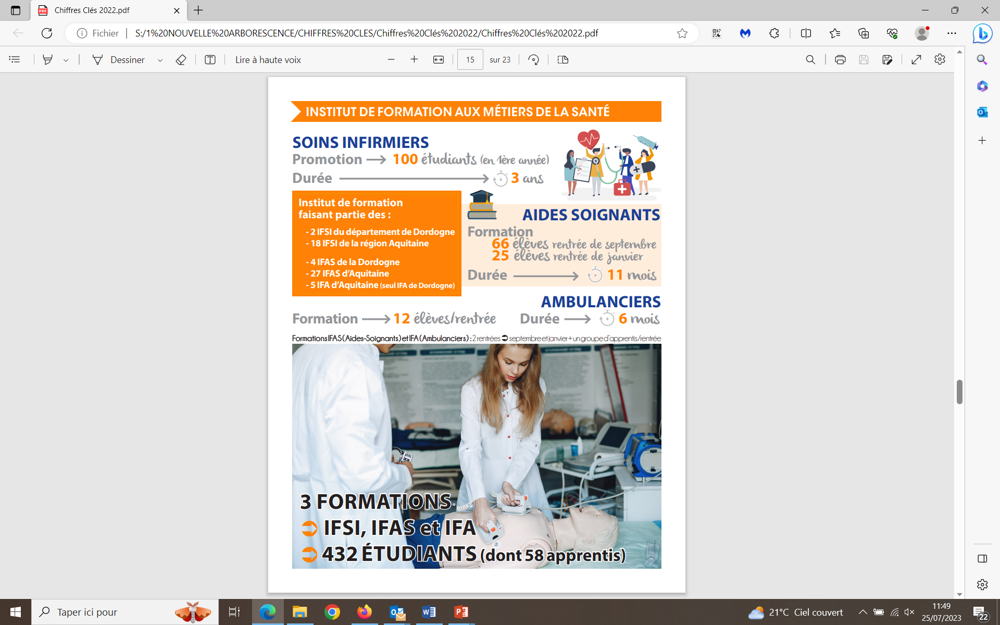 Chiffres Clés 2022.pdf
Fichier
S:/1%20NOUVELLE%20ARBORESCENCE/CHIFFRES%20CLES/Chiffres%20Clés%202022/Chiffres%20Clés%202022.pdf
Dessiner
Lire à haute voix
15
sur 23
INSTITUT DE FORMATION AUX MÉTIERS DE LA SANTÉ
SOINS INFIRMIERS
Promotion 100 étudiants (en 1ère année)
Durée 3 ans
Institut de formation
faisant partie des :
- 2 IFSI du département de Dordogne
- 18 IFSI de la région Aquitaine
- 4 IFAS de la Dordogne
- 27 IFAS d'Aquitaine
- 5 IFA d'Aquitaine (seul IFA de Dordogne)
AIDES SOIGNANTS
Formation
66 élèves rentrée de septembre
25 élèves rentrée de janvier
Durée 11 mois
AMBULANCIERS
Formation 12 élèves/rentrée Durée 6 mois
Formations IFAS (Aides-Soignants) et IFA (Ambulanciers) : 2 rentrées septembre et janvier + un groupe d'apprentis/rentrée
3 FORMATIONS
IFSI, IFAS et IFA
432 ÉTUDIANTS (dont 58 apprentis)
Taper ici pour
21°C Ciel couvert
11:49
25/07/2023
22